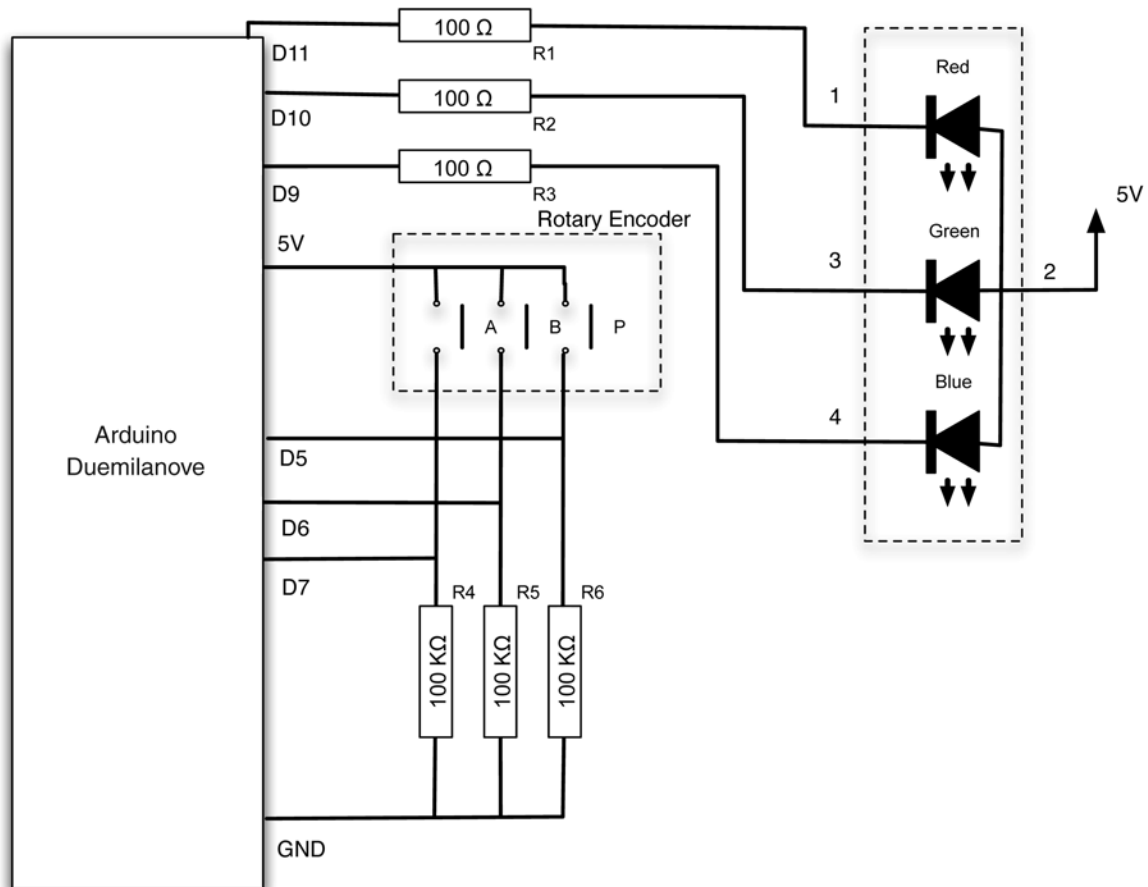 100 Ω
D11
R1
100 Ω
D10
R2
100 Ω
D9
R3
Red
1
5V
Green
3
2
Blue
4
Rotary Encoder
5V
A
B
P
Arduino
Duemilanove
D5
D6
D7
R4
R5
R6
100 KΩ
100 KΩ
100 KΩ
GND